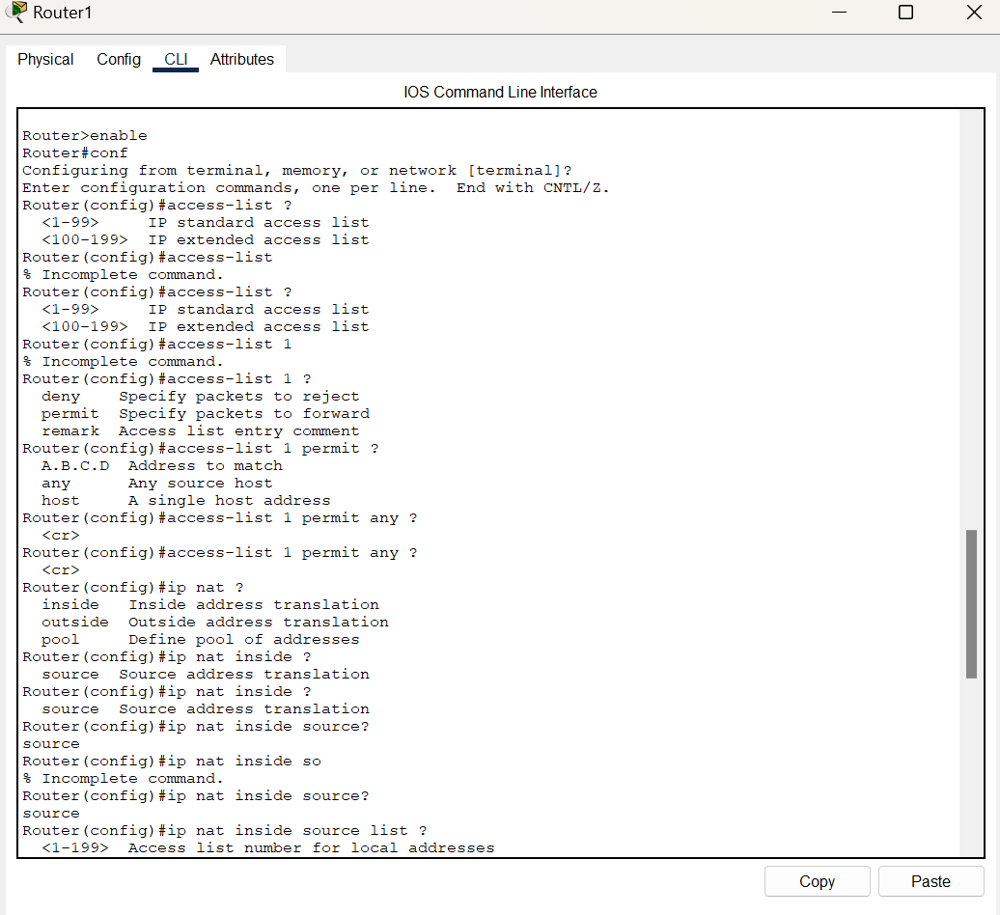 Router1
Physical Config CLI Attributes
IOS Command Line Interface
Router>enable
Router#conf
Configuring from terminal, memory, or network [terminal]?
Enter configuration commands, one per line.  End with CNTL/Z.
Router(config)#access-list ?
  <1-99>     IP standard access list
  <100-199>  IP extended access list
Router(config)#access-list
% Incomplete command.
Router(config)#access-list ?
  <1-99>     IP standard access list
  <100-199>  IP extended access list
Router(config)#access-list 1
% Incomplete command.
Router(config)#access-list 1 ?
  deny    Specify packets to reject
  permit  Specify packets to forward
  remark  Access list entry comment
Router(config)#access-list 1 permit ?
  A.B.C.D  Address to match
  any      Any source host
  host     A single host address
Router(config)#access-list 1 permit any ?
  <cr>
Router(config)#access-list 1 permit any ?
  <cr>
Router(config)#ip nat ?
  inside   Inside address translation
  outside  Outside address translation
  pool     Define pool of addresses
Router(config)#ip nat inside ?
  source  Source address translation
Router(config)#ip nat inside ?
  source  Source address translation
Router(config)#ip nat inside source?
source
Router(config)#ip nat inside so
% Incomplete command.
Router(config)#ip nat inside source?
source
Router(config)#ip nat inside source list ?
  <1-199>  Access list number for local addresses
Copy Paste